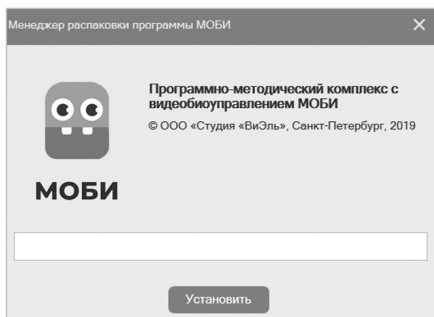 Менеджер распаковки программы МОБИ
Программно-методический комплекс с
видеобиоуправлением МОБИ
© ООО «Студия «ВиЭль», Санкт-Петербург, 2019
МОБИ
Установить